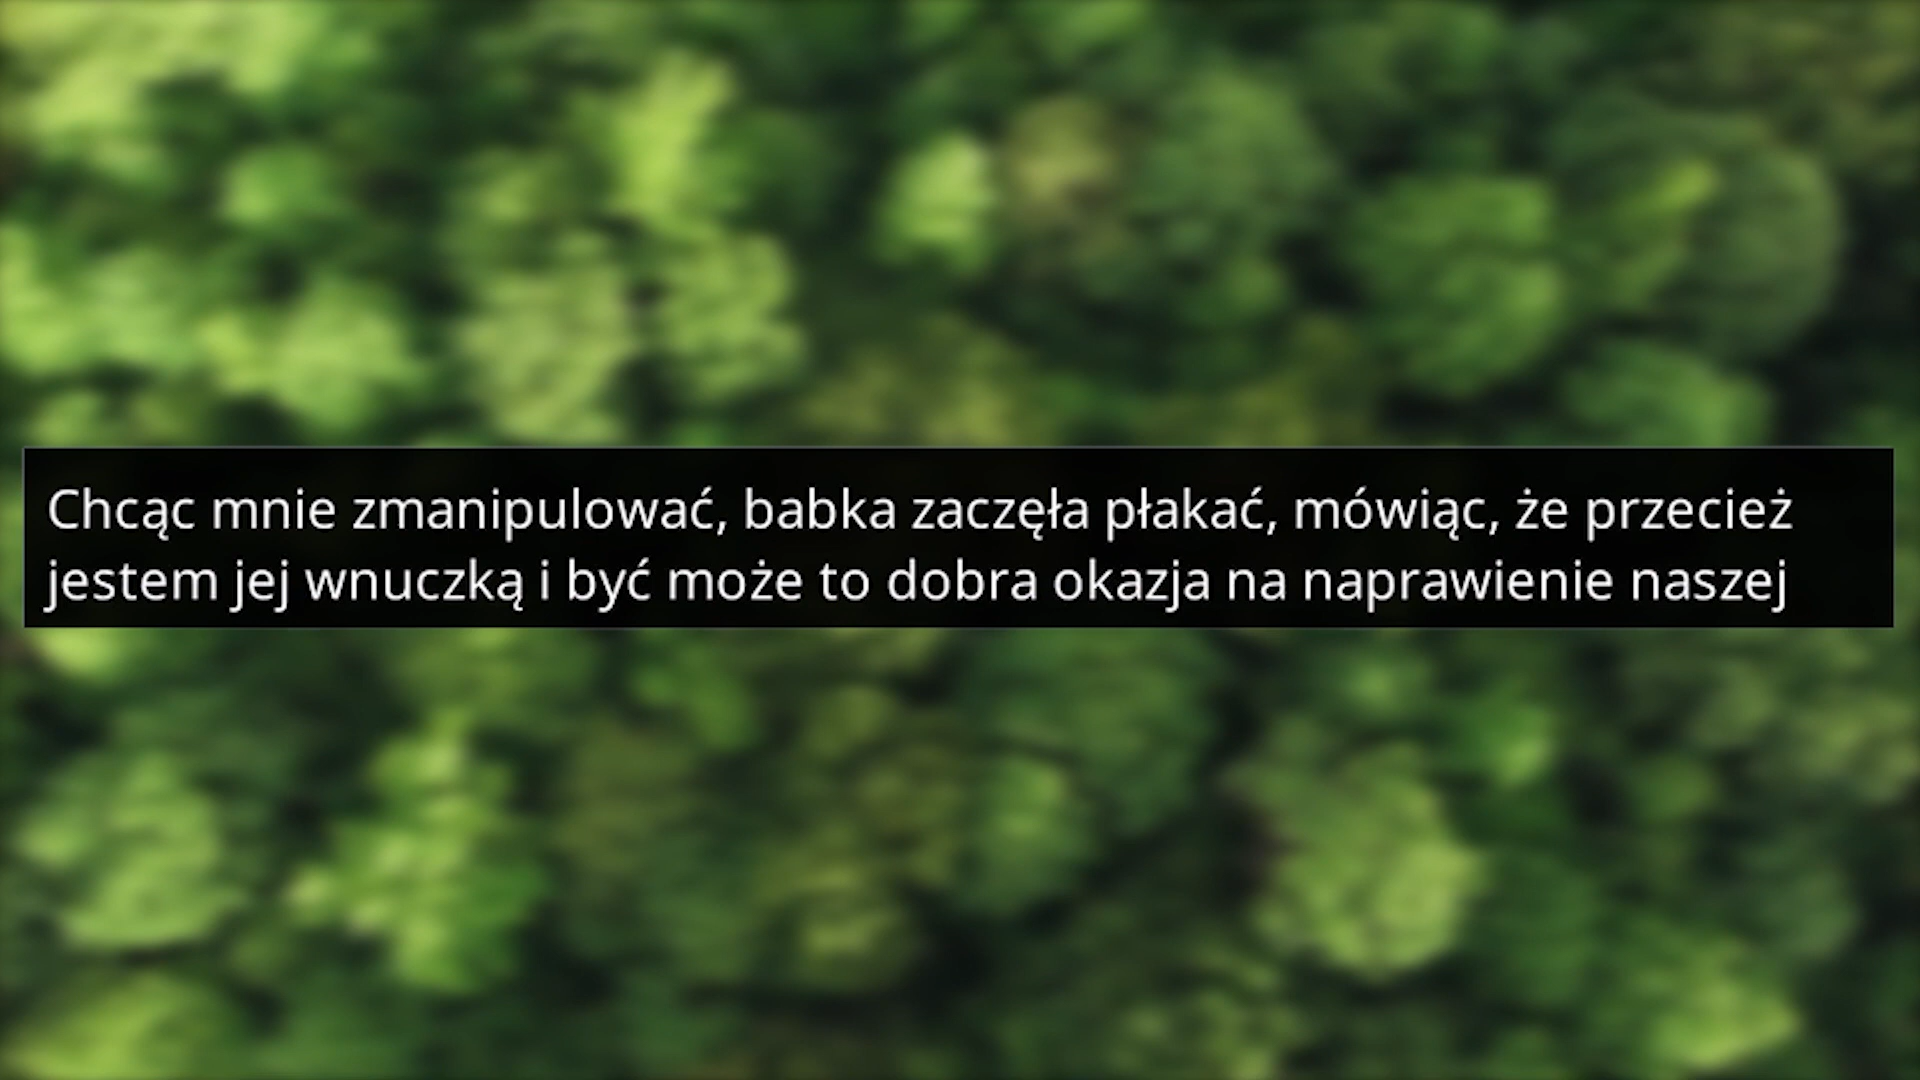 Chcąc mnie zmanipulować, babka zaczęła płakać, mówiąc, że przecież
jestem jej wnuczką i być może to dobra okazja na naprawienie naszej